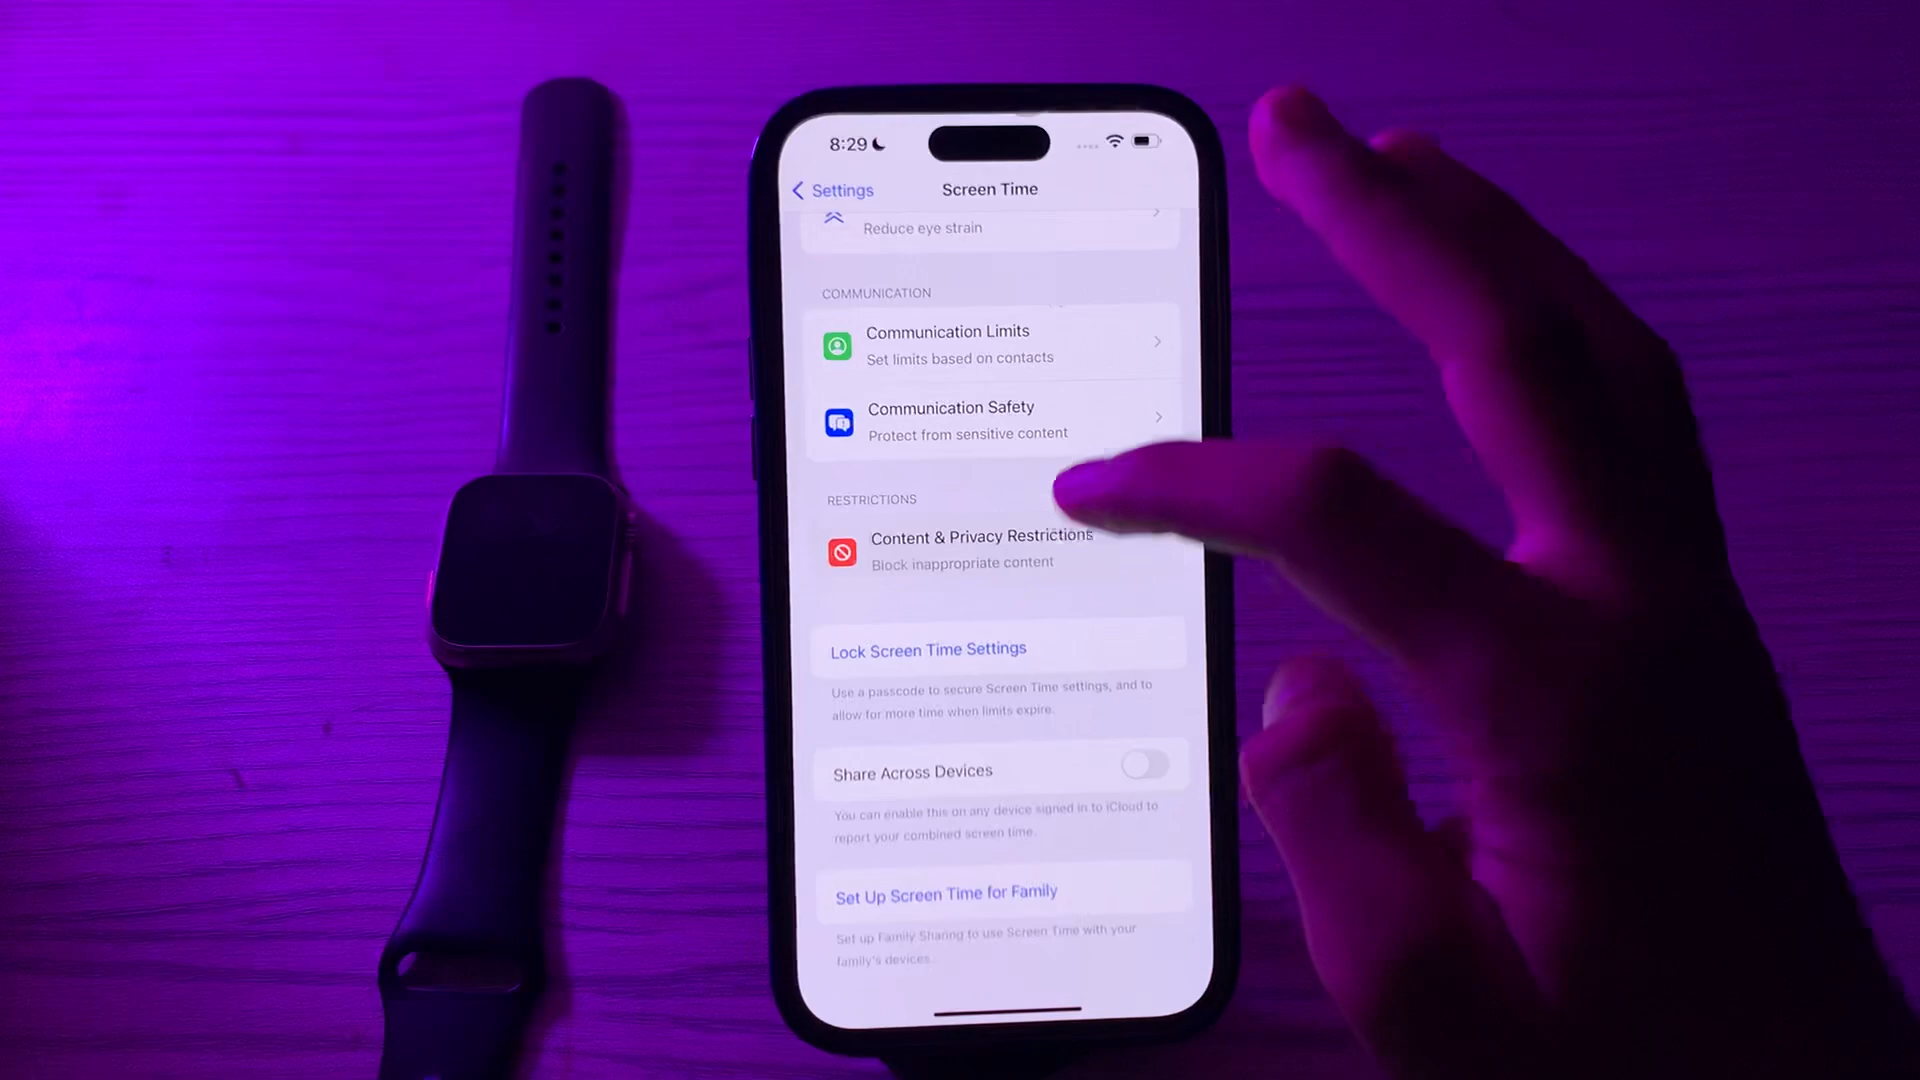 8:29
Settings
Screen Time
Reduce eye strain
COMMUNICATION
Communication Limits
Set limits based on contacts
Communication Safety
Protect from sensitive content
RESTRICTIONS
Content & Privacy Restrictions
Block inappropriate content
Lock Screen Time Settings
Use a passcode to secure Screen Time settings, and to
allow for more time when limits expire.
Share Across Devices
You can enable this on any device signed in to iCloud to
report your combined screen time.
Set Up Screen Time for Family
Set up Family Sharing to use Screen Time with your
family's devices.